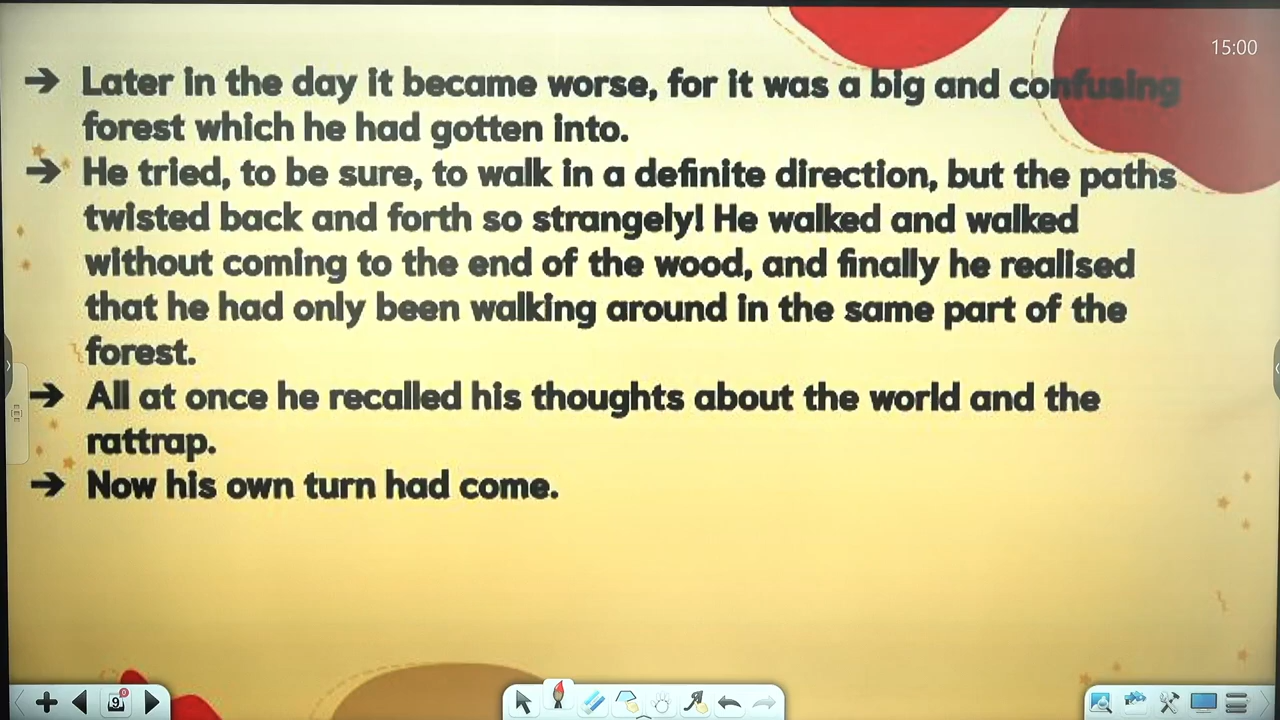 15:00
→ Later in the day it became worse, for it was a big and confusing
forest which he had gotten into.
→ He tried, to be sure, to walk in a definite direction, but the paths
twisted back and forth so strangely! He walked and walked
without coming to the end of the wood, and finally he realised
that he had only been walking around in the same part of the
forest.
→ All at once he recalled his thoughts about the world and the
rattrap.
→ Now his own turn had come.
9
0